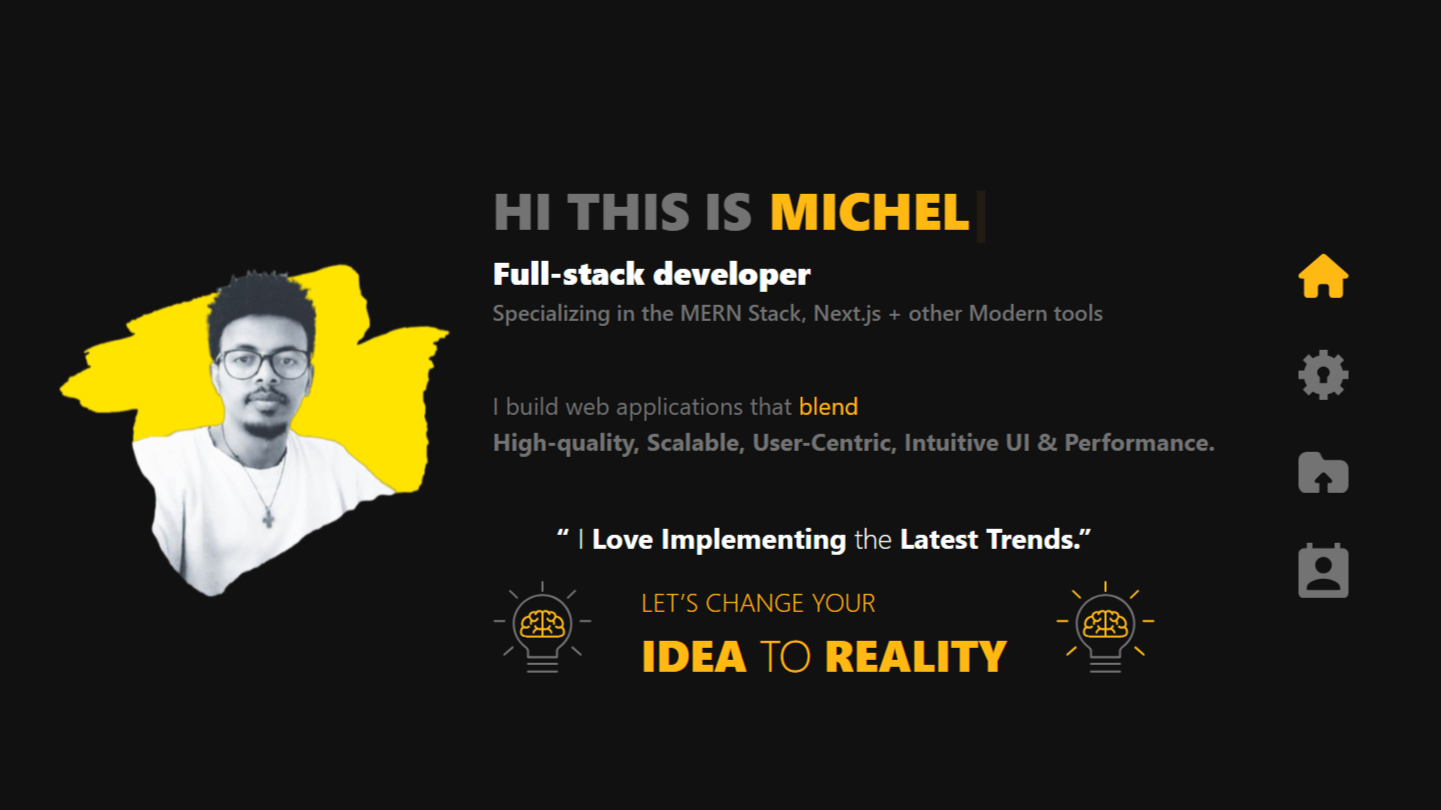 HI THIS IS MICHEL
Full-stack developer
Specializing in the MERN Stack, Next.js + other Modern tools
I build web applications that blend
High-quality, Scalable, User-Centric, Intuitive UI & Performance.
“ I Love Implementing the Latest Trends.”
LET’S CHANGE YOUR
IDEA TO REALITY